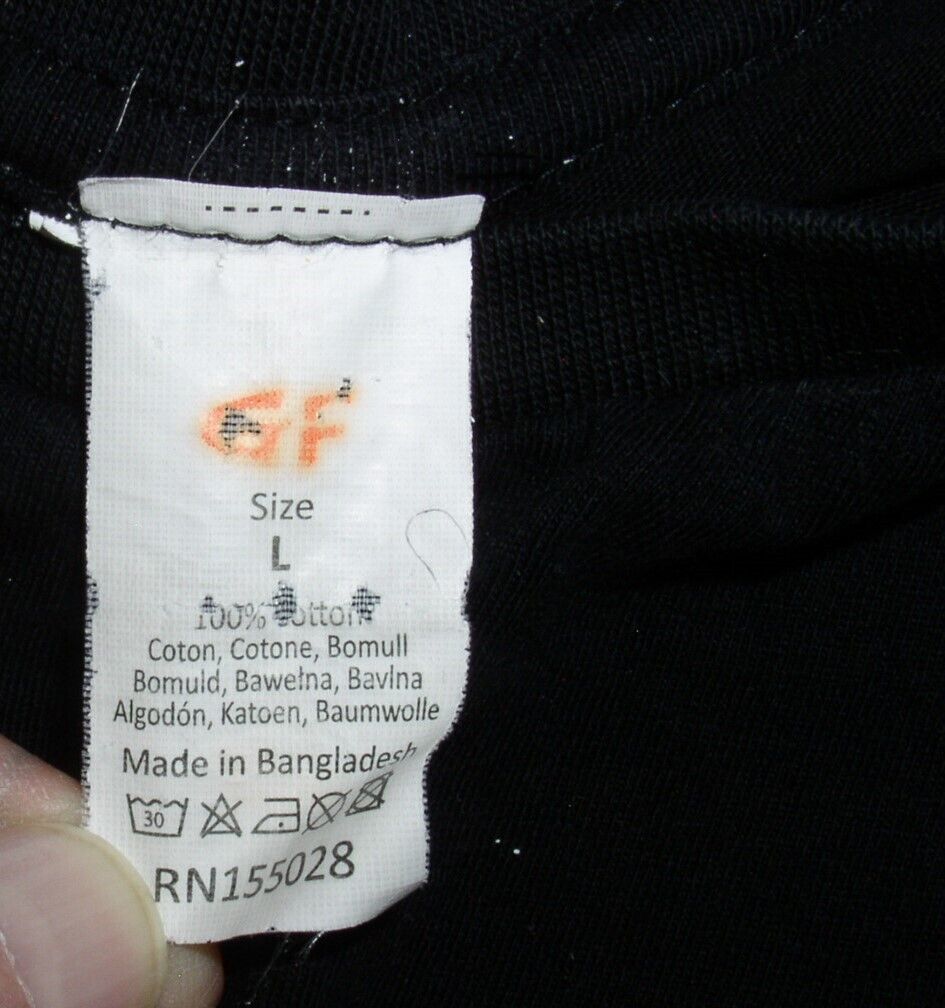 GF
Size
L
100% Cotton
Coton, Cotone, Bomull
Bomuld, Bawełna, Bavlna
Algodón, Katoen, Baumwolle
Made in Bangladesh
30
RN155028